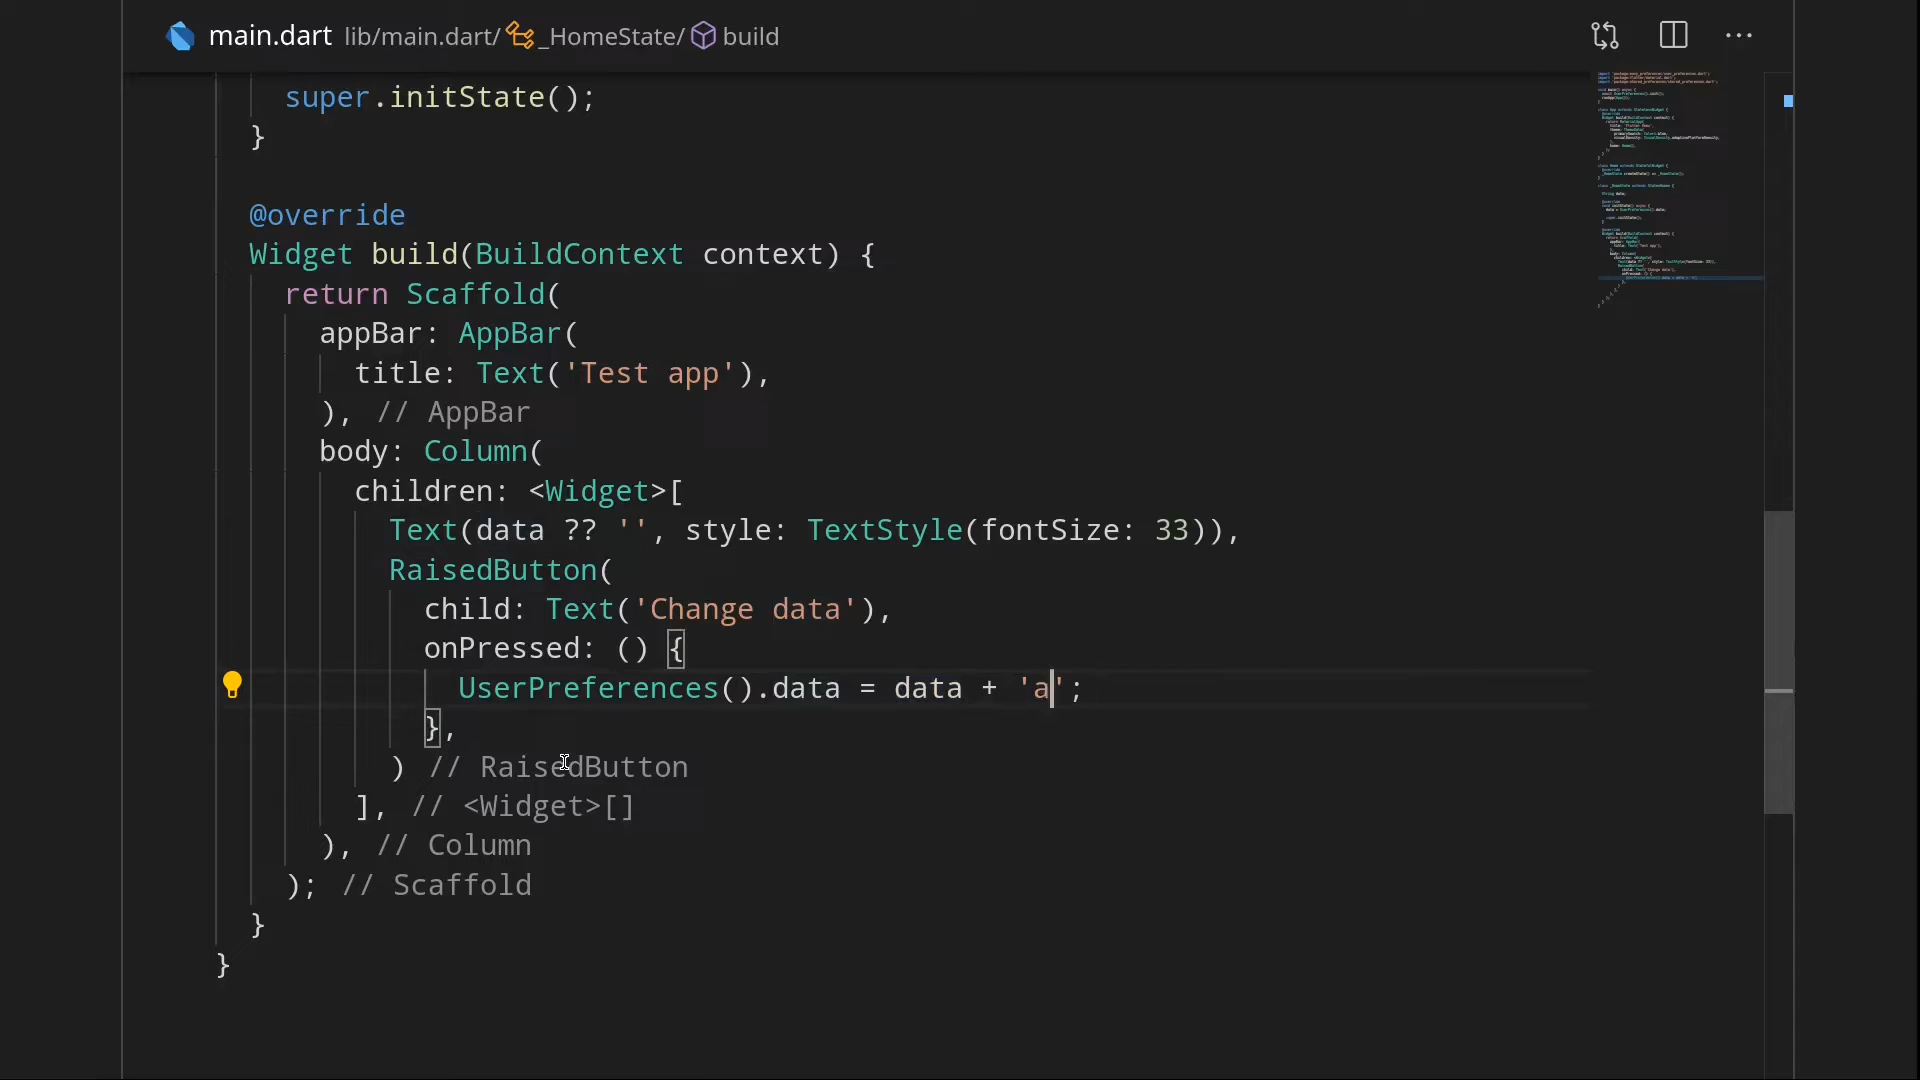 main.dart lib/main.dart/ _HomeState/ build
super.initState();
}
@override
Widget build(BuildContext context) {
return Scaffold(
appBar: AppBar(
title: Text('Test app'),
), // AppBar
body: Column(
children: <Widget>[
Text(data ?? '', style: TextStyle(fontSize: 33)),
RaisedButton(
child: Text('Change data'),
onPressed: () {
UserPreferences().data = data + 'a';
},
) // RaisedButton
], // <Widget>[]
), // Column
); // Scaffold
}
}